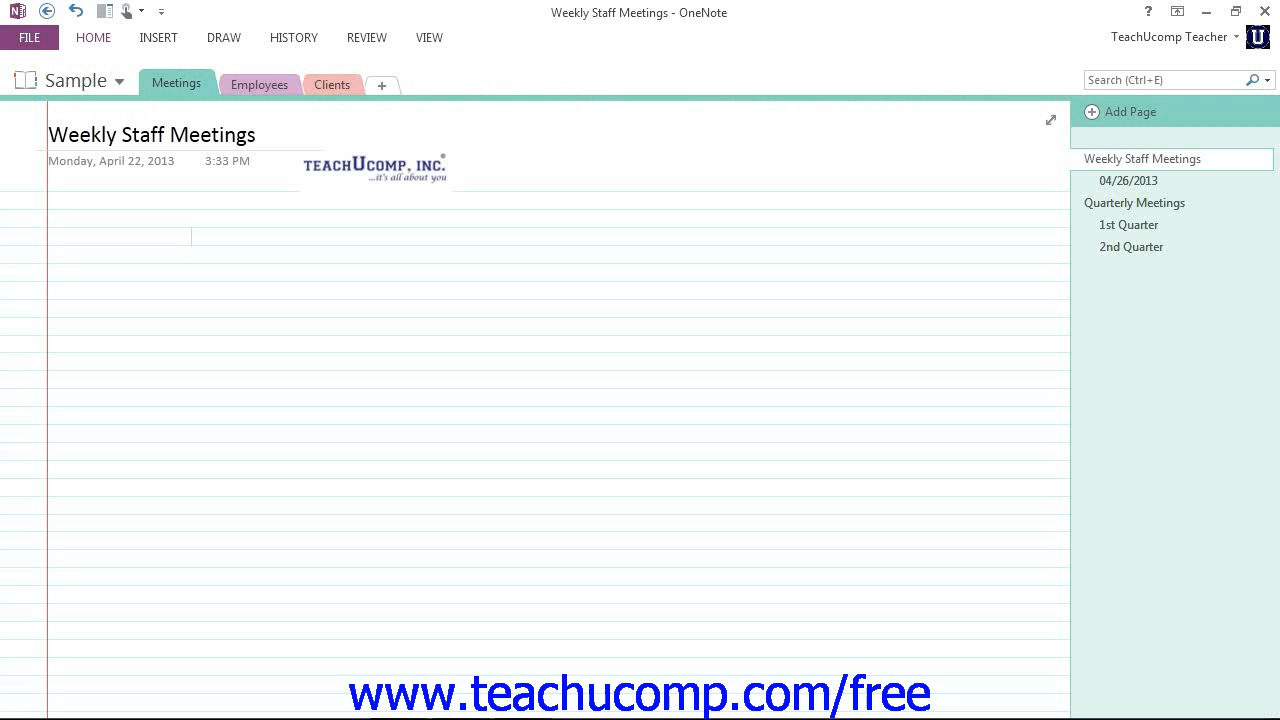 Weekly Staff Meetings - OneNote
?
FILE HOME INSERT DRAW HISTORY REVIEW VIEW
TeachUcomp Teacher
U
Sample
Meetings Employees Clients +
Search (Ctrl+E)
Add Page
Weekly Staff Meetings
Monday, April 22, 2013 3:33 PM
TEACHUCOMP, INC.®
...it's all about you
Weekly Staff Meetings
04/26/2013
Quarterly Meetings
1st Quarter
2nd Quarter
www.teachucomp.com/free